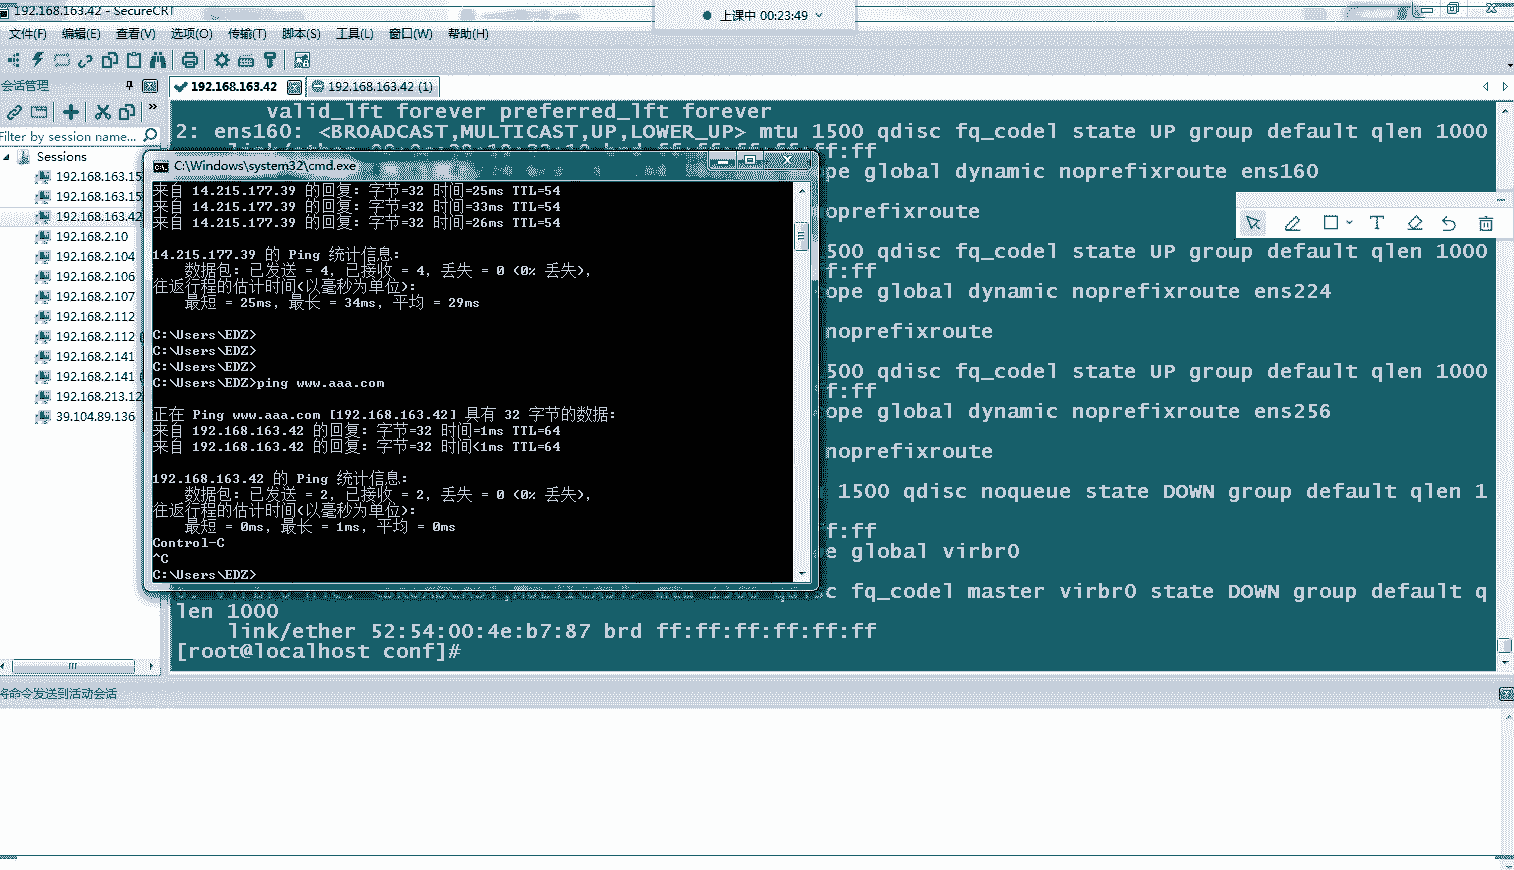 192.168.163.42 - SecureCRT
上课中 00:23:49
文件(F) 编辑(E) 查看(V) 选项(O) 传输(T) 脚本(S) 工具(L) 窗口(W) 帮助(H)
会话管理
192.168.163.42
192.168.163.42 (1)
Filter by session name...
Sessions
192.168.163.15
192.168.163.15
192.168.163.42
192.168.2.10
192.168.2.104
192.168.2.106
192.168.2.107
192.168.2.112
192.168.2.112
192.168.2.141
192.168.2.141
192.168.213.12
39.104.89.136
valid_lft forever preferred_lft forever
2: ens160: <BROADCAST,MULTICAST,UP,LOWER_UP> mtu 1500 qdisc fq_codel state UP group default qlen 1000
ff:ff
pe global dynamic noprefixroute ens160
noprefixroute
500 qdisc fq_codel state UP group default qlen 1000
f:ff
ope global dynamic noprefixroute ens224
noprefixroute
500 qdisc fq_codel state UP group default qlen 1000
f:ff
ope global dynamic noprefixroute ens256
noprefixroute
1500 qdisc noqueue state DOWN group default qlen 1
f:ff
e global virbr0
sc fq_codel master virbr0 state DOWN group default q
len 1000
link/ether 52:54:00:4e:b7:87 brd ff:ff:ff:ff:ff:ff
[root@localhost conf]#
C:\Windows\system32\cmd.exe
来自 14.215.177.39 的回复: 字节=32 时间=25ms TTL=54
来自 14.215.177.39 的回复: 字节=32 时间=33ms TTL=54
来自 14.215.177.39 的回复: 字节=32 时间=26ms TTL=54
14.215.177.39 的 Ping 统计信息:
数据包: 已发送 = 4, 已接收 = 4, 丢失 = 0 (0% 丢失),
往返行程的估计时间(以毫秒为单位):
最短 = 25ms, 最长 = 34ms, 平均 = 29ms
C:\Users\EDZ>
C:\Users\EDZ>
C:\Users\EDZ>
C:\Users\EDZ>ping www.aaa.com
正在 Ping www.aaa.com [192.168.163.42] 具有 32 字节的数据:
来自 192.168.163.42 的回复: 字节=32 时间=1ms TTL=64
来自 192.168.163.42 的回复: 字节=32 时间<1ms TTL=64
192.168.163.42 的 Ping 统计信息:
数据包: 已发送 = 2, 已接收 = 2, 丢失 = 0 (0% 丢失),
往返行程的估计时间(以毫秒为单位):
最短 = 0ms, 最长 = 1ms, 平均 = 0ms
Control-C
^C
C:\Users\EDZ>
将命令发送到活动会话